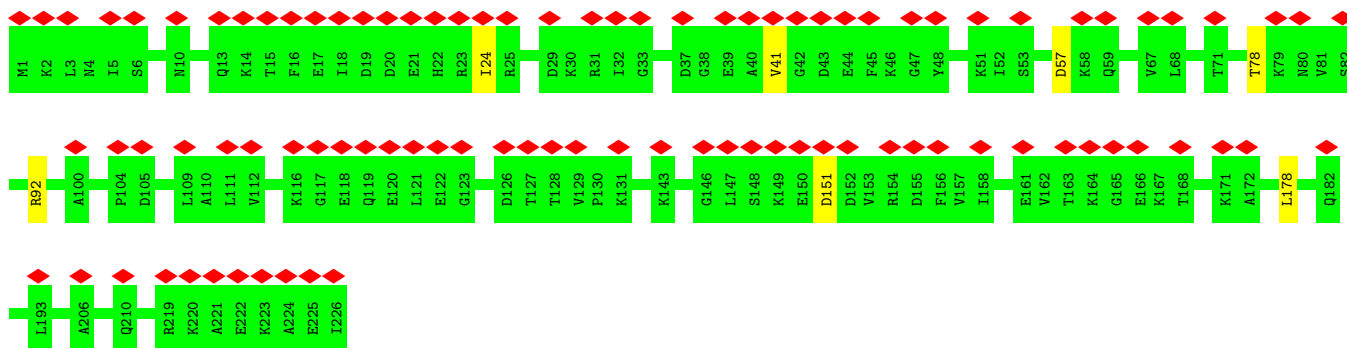 M1 K2 L3 N4 I5 S6 N10 Q13 K14 T15 F16 E17 I18 D19 D20 E21 H22 R23 I24 R25 D29 K30 R31 I32 G33 D37 G38 E39 A40 V41 G42 D43 E44 F45 K46 G47 Y48 K51 I52 S53 D57 K58 Q59 V67 L68 T71 T78 K79 N80 V81 S82
R92 A100 P104 D105 L109 A110 L111 V112 K116 G117 E118 Q119 E120 L121 E122 G123 D126 T127 T128 V129 P130 K131 K143 G146 L147 S148 K149 E150 D151 D152 V153 R154 D155 F156 V157 I158 E161 V162 T163 K164 G165 E166 K167 T168 K171 A172 L178 Q182
L193 A206 Q210 R219 K220 A221 E222 K223 A224 E225 I226